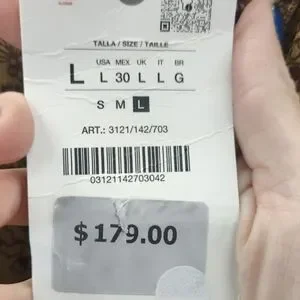 TALLA / SIZE / TAILLE
USA MEX UK IT BR
L L 30 L L G
S M L
ART.: 3121/142/703
03121142703042
$179.00